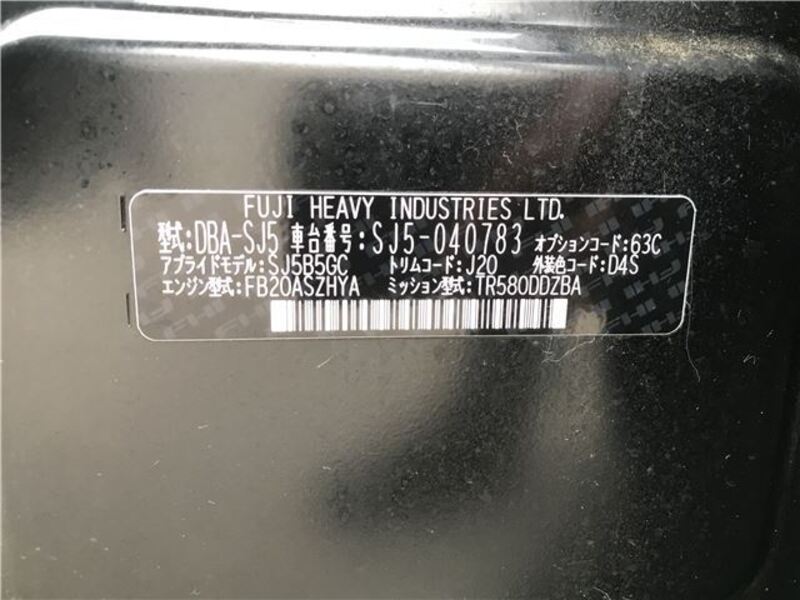 FUJI HEAVY INDUSTRIES LTD.
型式:DBA-SJ5 車台番号:SJ5-040783 オプションコード:63C
アプライドモデル:SJ5B5GC トリムコード:J20 外装色コード:D4S
エンジン型式:FB20ASZHYA ミッション型式:TR580DDZBA